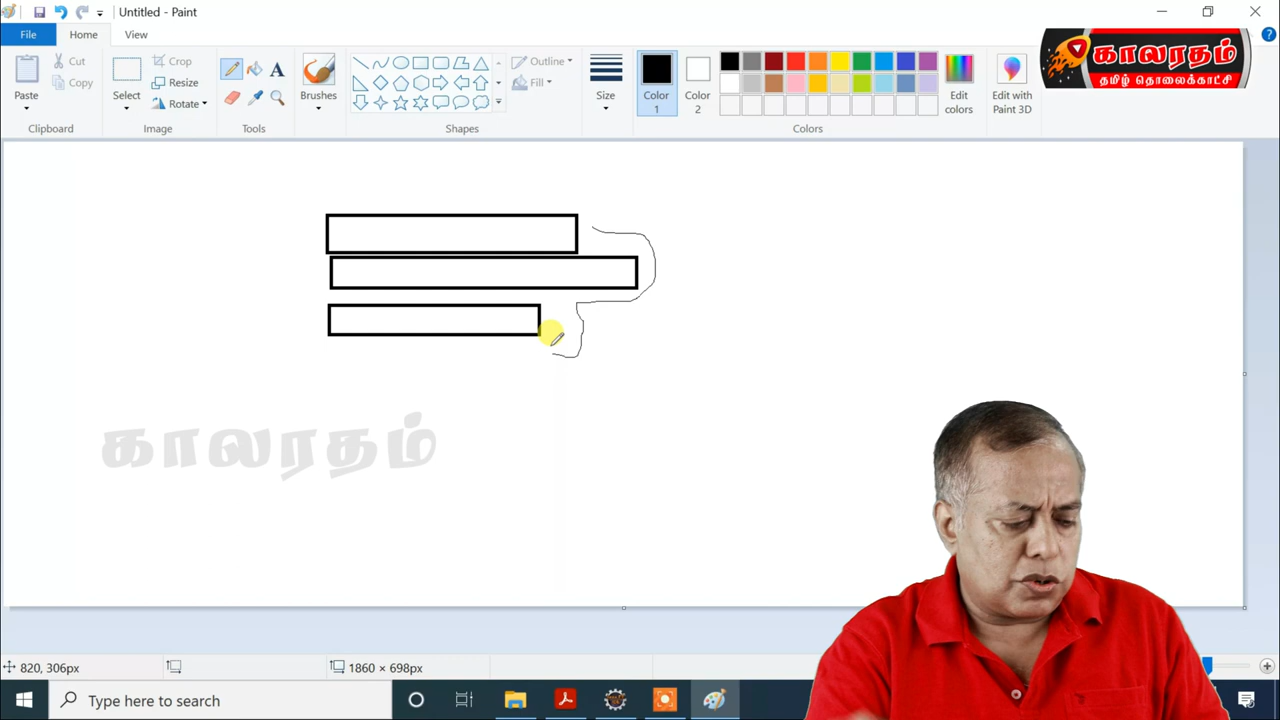 Untitled - Paint
File
Home
View
Paste
Cut
Copy
Clipboard
Select
Crop
Resize
Rotate
Image
A
Tools
Brushes
Outline
Fill
Shapes
Size
Color 1
Color 2
Edit colors
Colors
Edit with Paint 3D
காலரதம்
தமிழ் தொலைக்காட்சி
காலரதம்
820, 306px
1860 × 698px
Type here to search